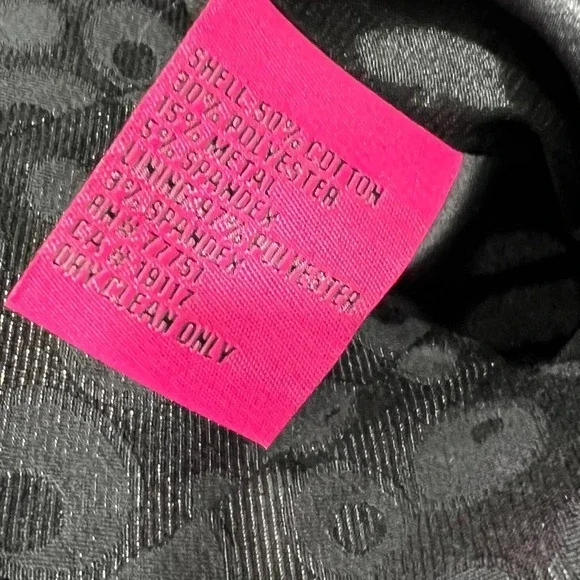 SHELL 50% COTTON
30% POLYESTER
15% METAL
5% SPANDEX
LINING 97% POLYESTER
3% SPANDEX
RN# 77751
CA # 19117
DRY CLEAN ONLY